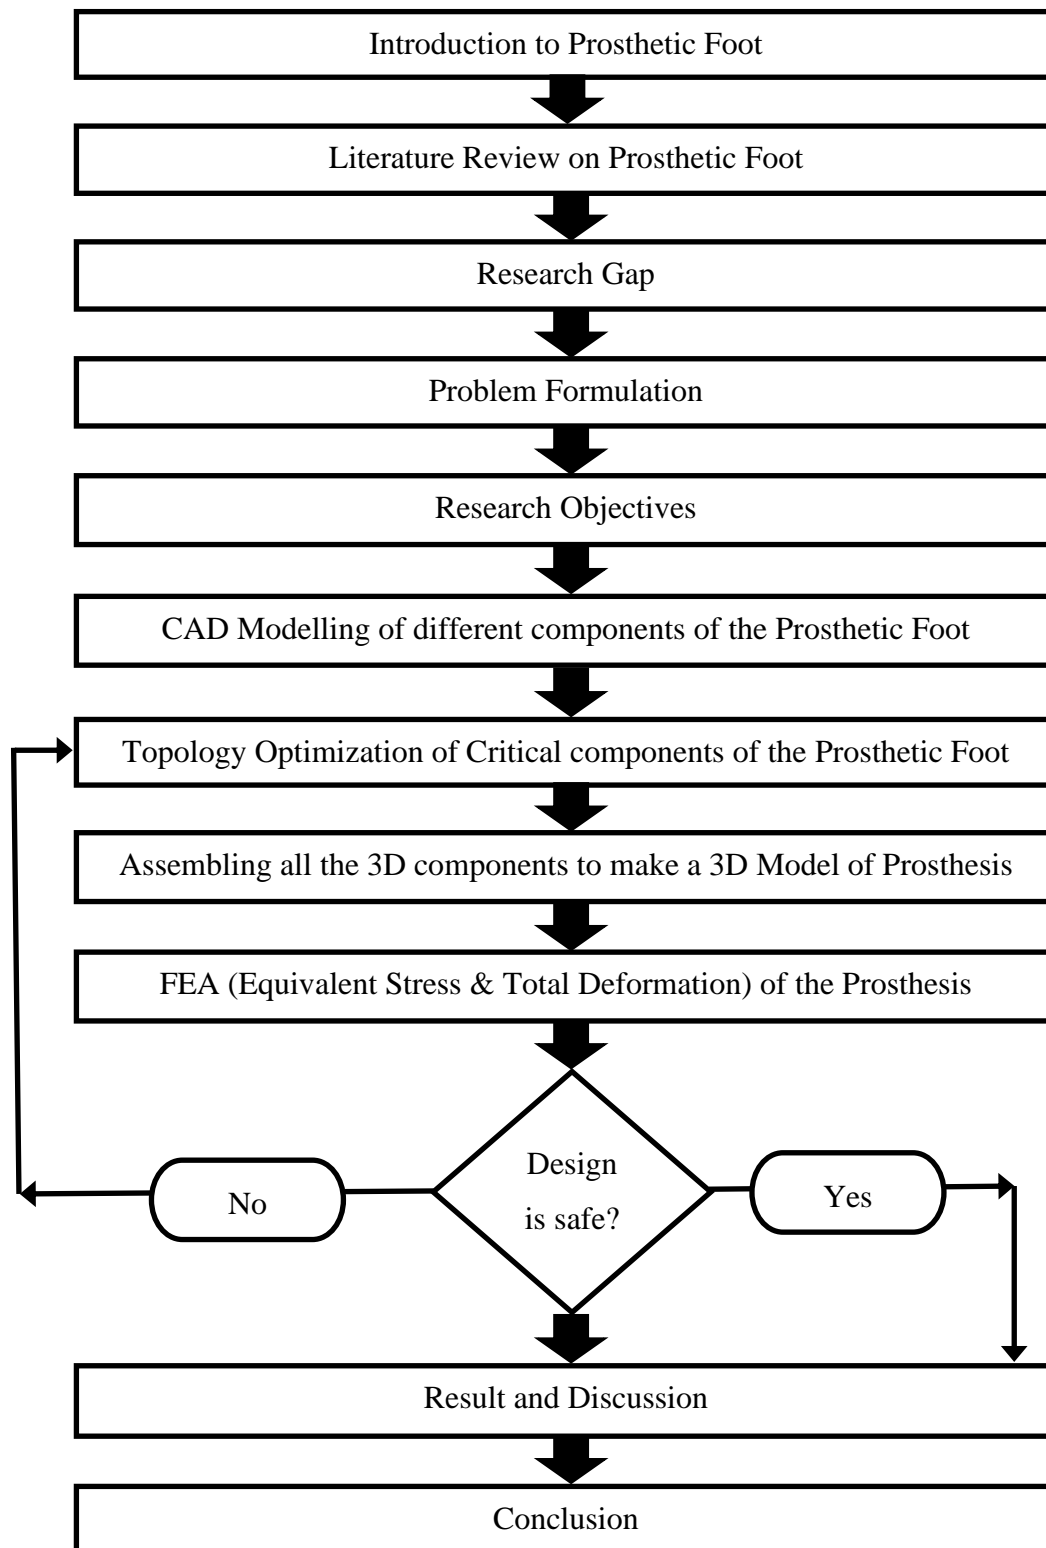 Introduction to Prosthetic Foot
Literature Review on Prosthetic Foot
Research Gap
Problem Formulation
Research Objectives
CAD Modelling of different components of the Prosthetic Foot
Topology Optimization of Critical components of the Prosthetic Foot
Assembling all the 3D components to make a 3D Model of Prosthesis
FEA (Equivalent Stress & Total Deformation) of the Prosthesis
Design
is safe?
No
Yes
Result and Discussion
Conclusion